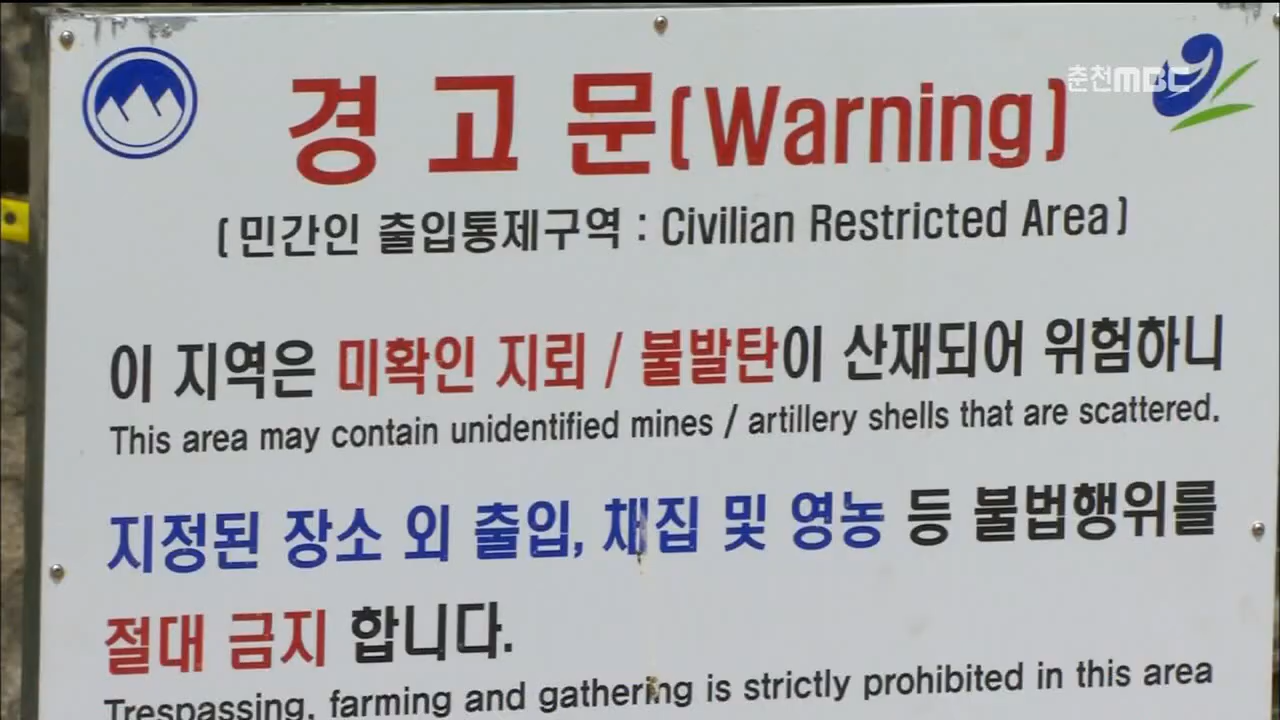 춘천MBC
경 고 문(Warning)
(민간인 출입통제구역 : Civilian Restricted Area)
이 지역은 미확인 지뢰 / 불발탄이 산재되어 위험하니
This area may contain unidentified mines / artillery shells that are scattered.
지정된 장소 외 출입, 채집 및 영농 등 불법행위를
절대 금지 합니다.
Trespassing, farming and gathering is strictly prohibited in this area